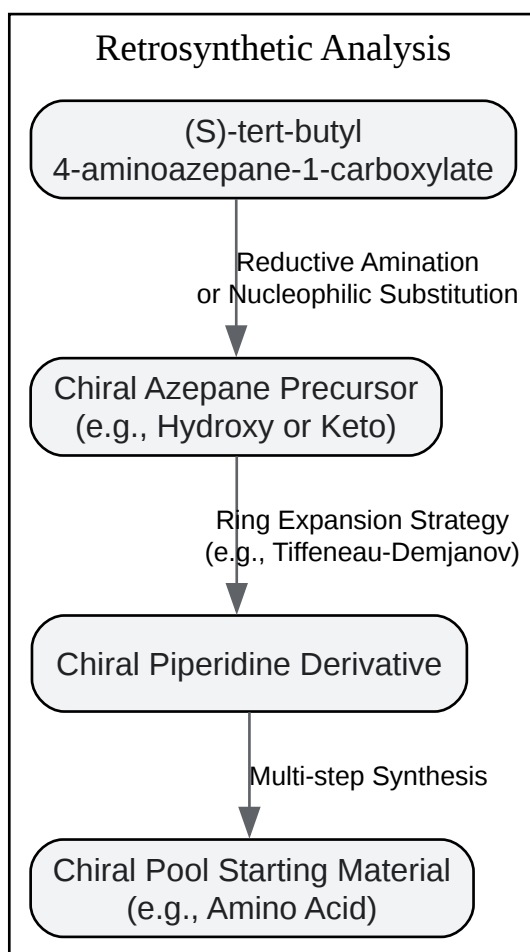 Retrosynthetic Analysis
(S)-tert-butyl
4-aminoazepane-1-carboxylate
Reductive Amination
or Nucleophilic Substitution
Chiral Azepane Precursor
(e.g., Hydroxy or Keto)
Ring Expansion Strategy
(e.g., Tiffeneau-Demjanov)
Chiral Piperidine Derivative
Multi-step Synthesis
Chiral Pool Starting Material
(e.g., Amino Acid)